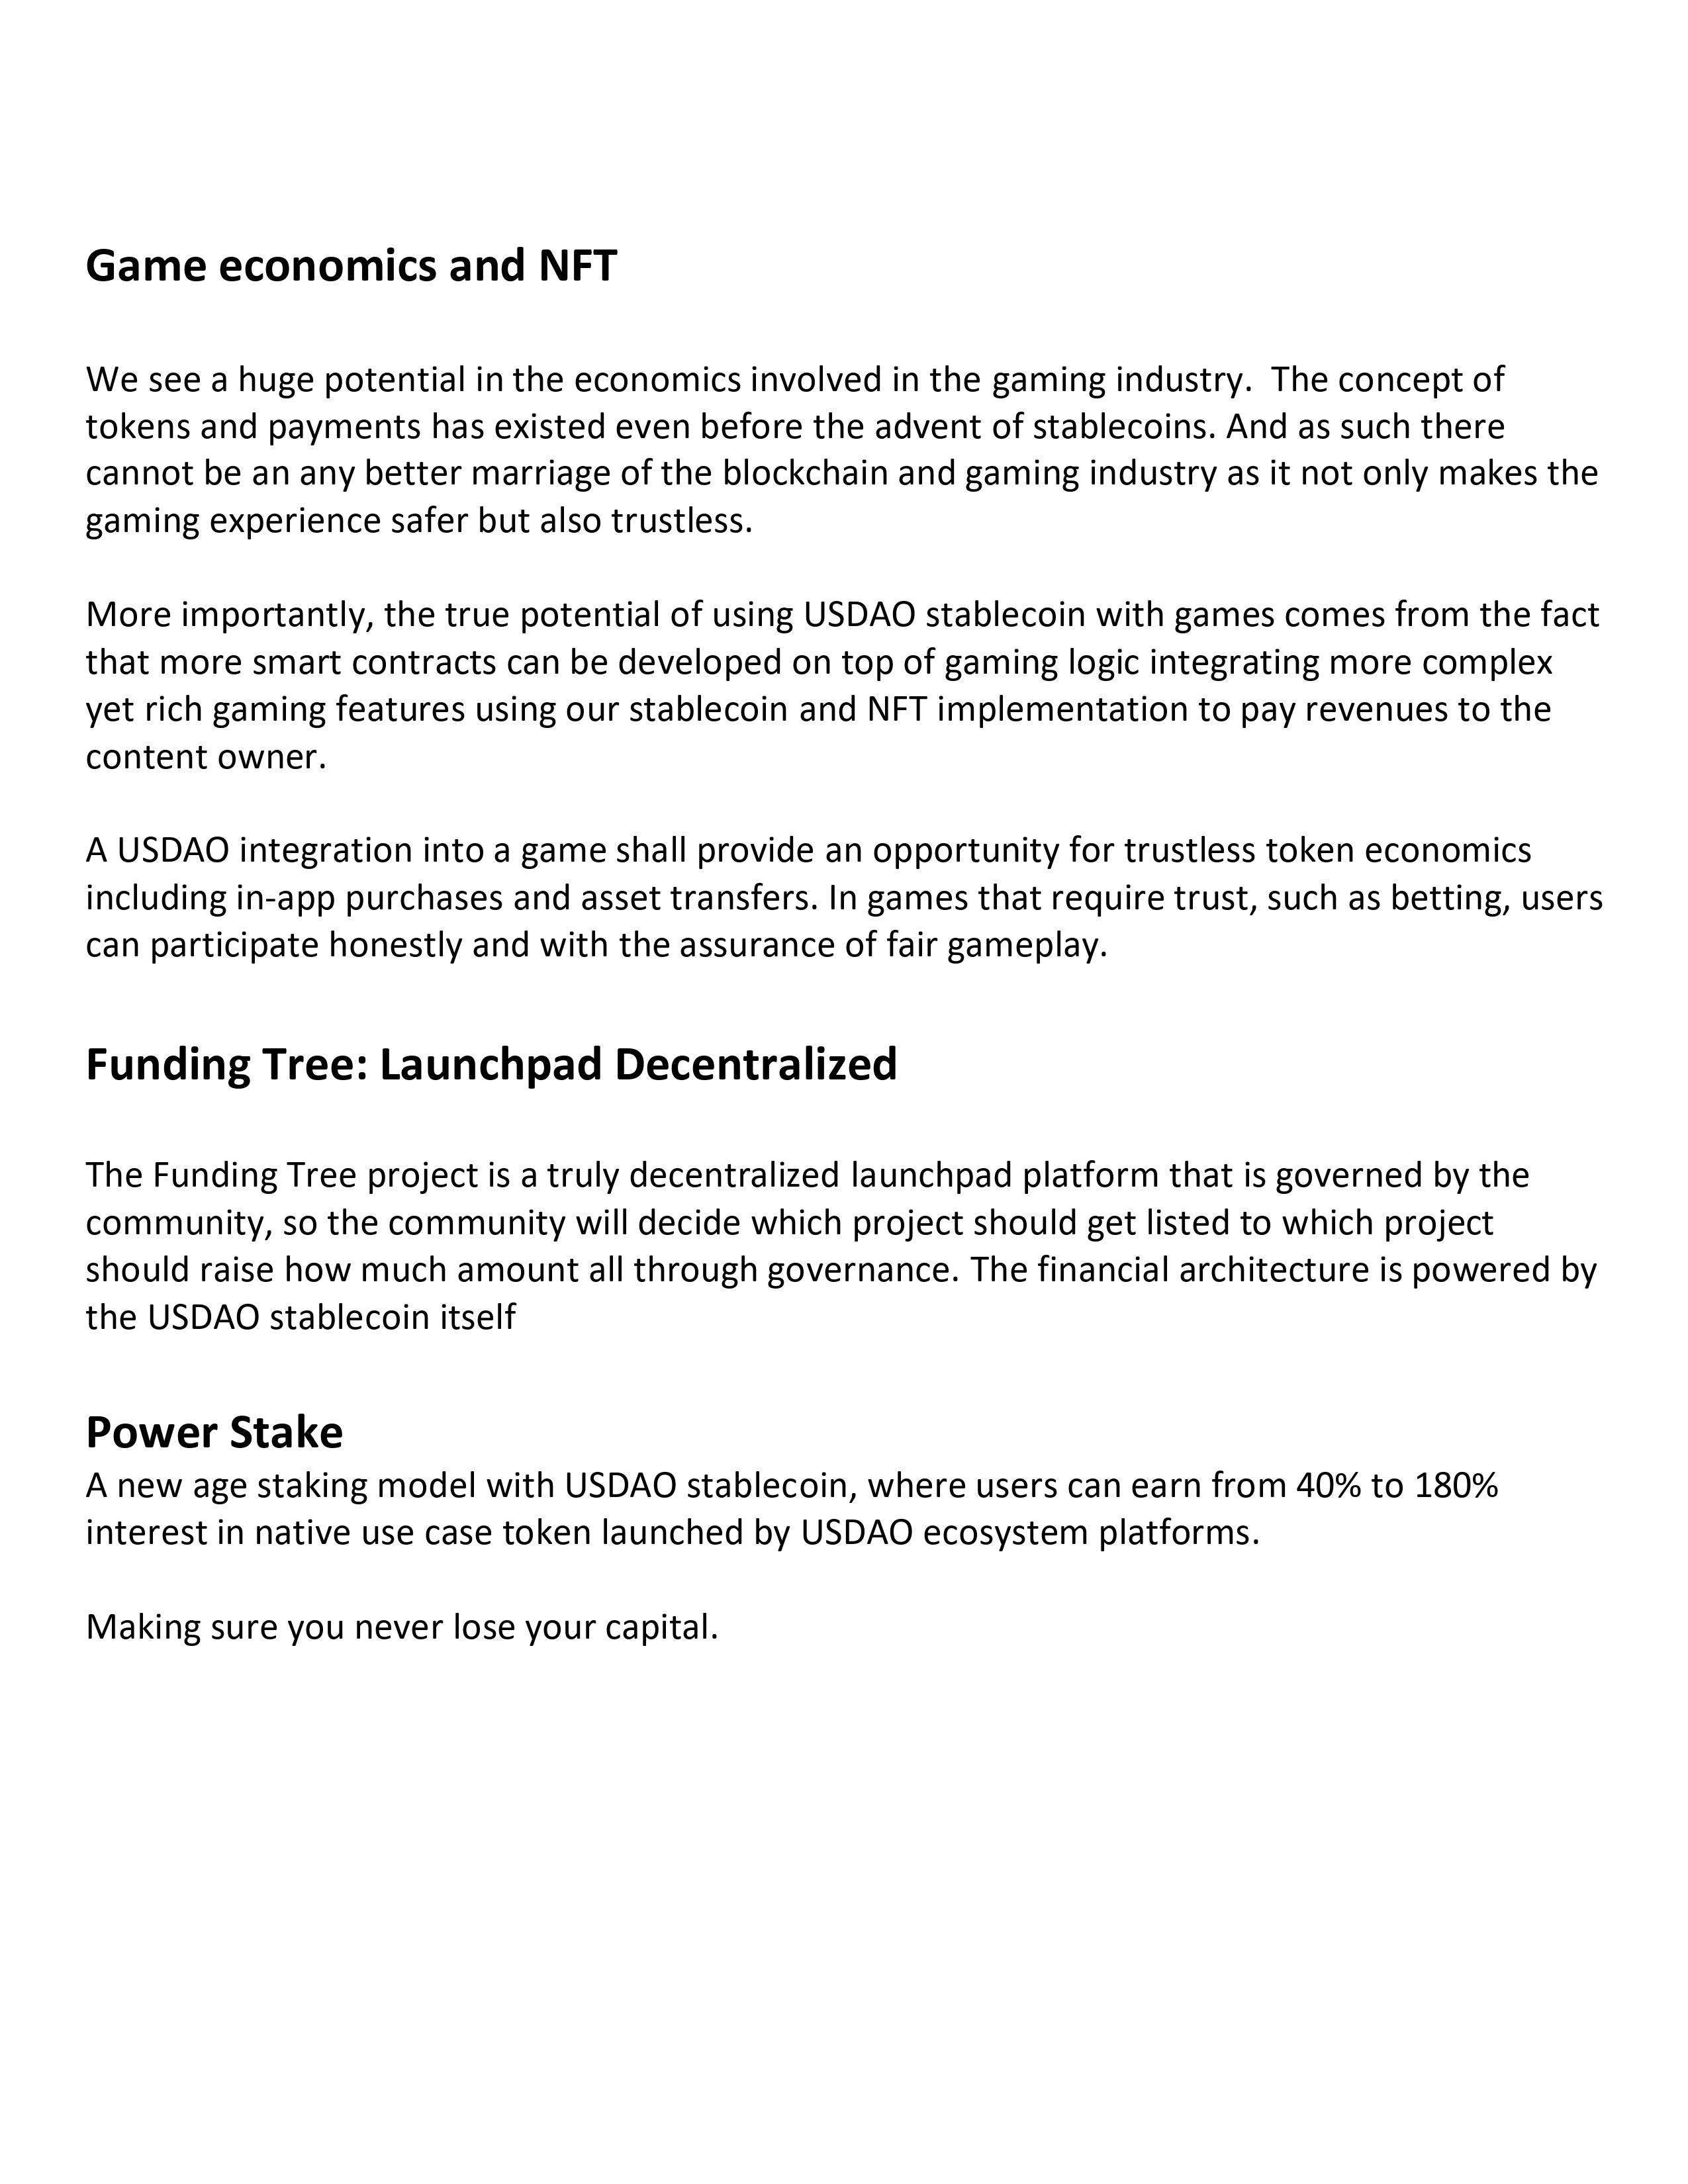 Game economics and NFT
We see a huge potential in the economics involved in the gaming industry.  The concept of
tokens and payments has existed even before the advent of stablecoins. And as such there
cannot be an any better marriage of the blockchain and gaming industry as it not only makes the
gaming experience safer but also trustless.
More importantly, the true potential of using USDAO stablecoin with games comes from the fact
that more smart contracts can be developed on top of gaming logic integrating more complex
yet rich gaming features using our stablecoin and NFT implementation to pay revenues to the
content owner.
A USDAO integration into a game shall provide an opportunity for trustless token economics
including in-app purchases and asset transfers. In games that require trust, such as betting, users
can participate honestly and with the assurance of fair gameplay.
Funding Tree: Launchpad Decentralized
The Funding Tree project is a truly decentralized launchpad platform that is governed by the
community, so the community will decide which project should get listed to which project
should raise how much amount all through governance. The financial architecture is powered by
the USDAO stablecoin itself
Power Stake
A new age staking model with USDAO stablecoin, where users can earn from 40% to 180%
interest in native use case token launched by USDAO ecosystem platforms.
Making sure you never lose your capital.